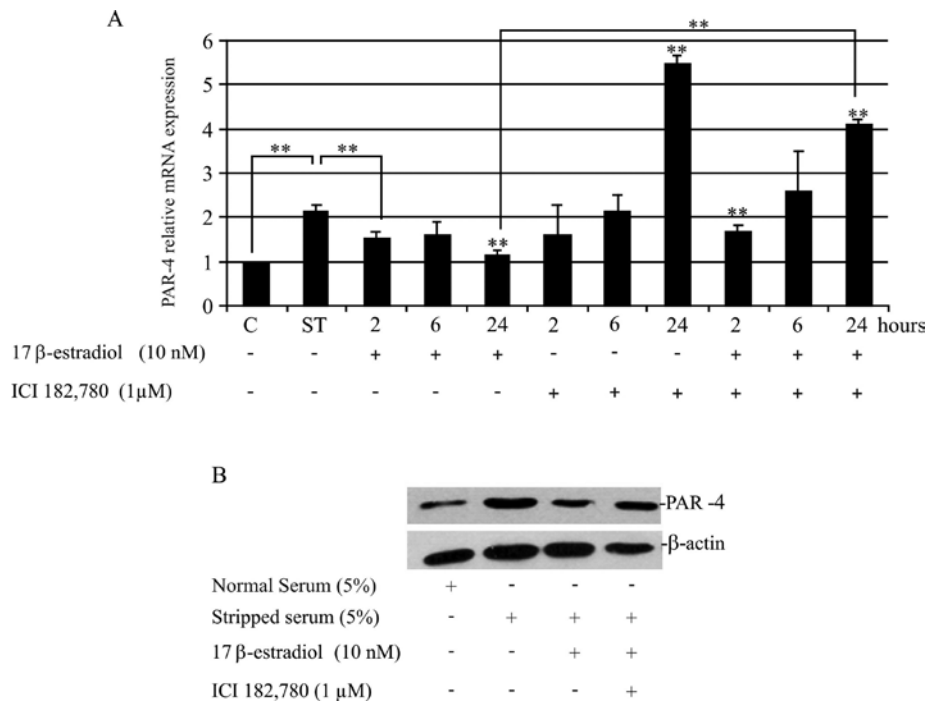 A
PAR-4 relative mRNA expression
6
5
4
3
2
1
0
** ** ** ** ** ** **
C ST 2 6 24 2 6 24 2 6 24 hours
17 β-estradiol (10 nM) - - + + + - - - + + +
ICI 182,780 (1µM) - - - - - + + + + + +
B
-PAR -4
-β-actin
Normal Serum (5%) + - - -
Stripped serum (5%) - + + +
17 β-estradiol (10 nM) - - + +
ICI 182,780 (1 µM) - - - +